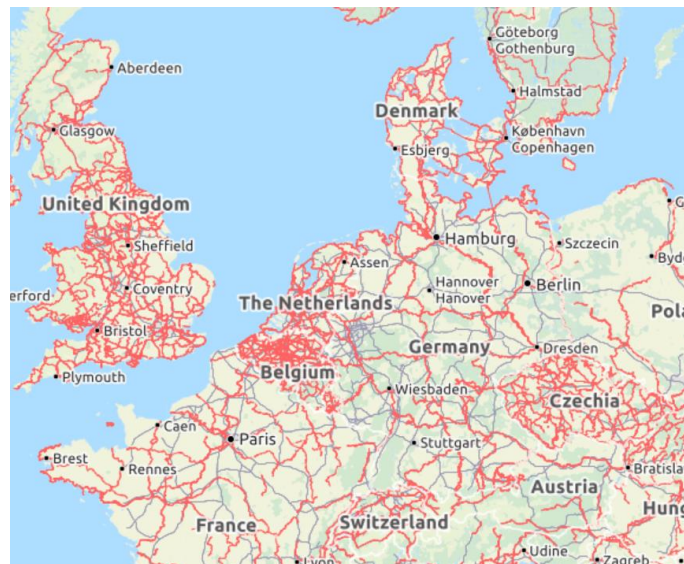 Göteborg
Gothenburg
Aberdeen
Halmstad
Denmark
Glasgow
København
Copenhagen
Esbjerg
United Kingdom
Hamburg
Sheffield
Szczecin
Assen
Hannover
Hanover
Berlin
Coventry
The Netherlands
Bristol
Germany
Dresden
Plymouth
Belgium
Wiesbaden
Czechia
Caen
Paris
Stuttgart
Brest
Rennes
Austria
France
Switzerland
Udine
Zagreb